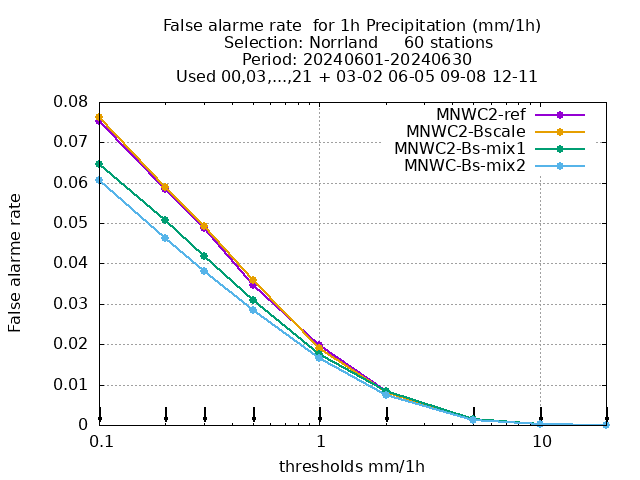 False alarme rate  for 1h Precipitation (mm/1h)
Selection: Norrland     60 stations
Period: 20240601-20240630
Used 00,03,...,21 + 03-02 06-05 09-08 12-11
MNWC2-ref
MNWC2-Bscale
MNWC2-Bs-mix1
MNWC-Bs-mix2
0.08
0.07
0.06
0.05
0.04
0.03
0.02
0.01
0
False alarme rate
0.1 1 10
thresholds mm/1h